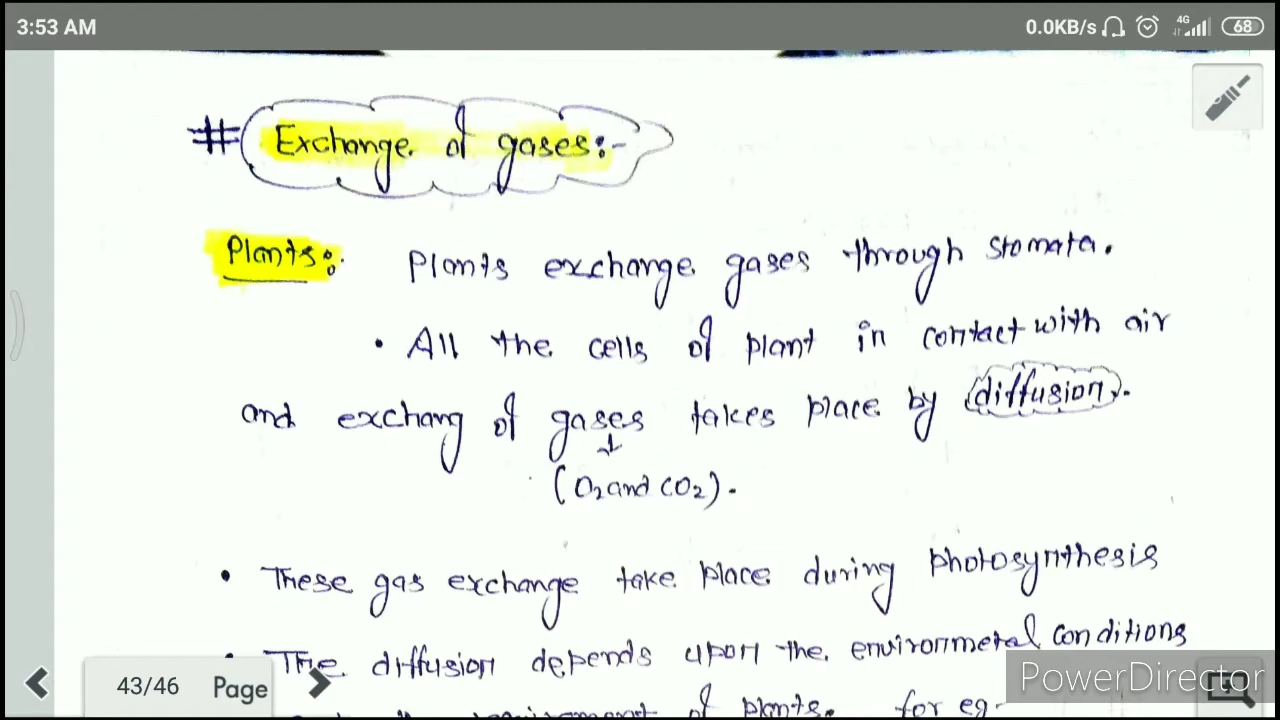 3:53 AM 0.0KB/s 4G 68
# Exchange of gases:-
Plants:. Plants exchange gases through stomata.
• All the cells of plant in contact with air
and exchang of gases takes place by diffusion.
(O₂ and CO₂).
• These gas exchange take place during photosynthesis
• The diffusion depends upon the environmetal conditions
of plants. for eg-
43/46 Page
PowerDirector